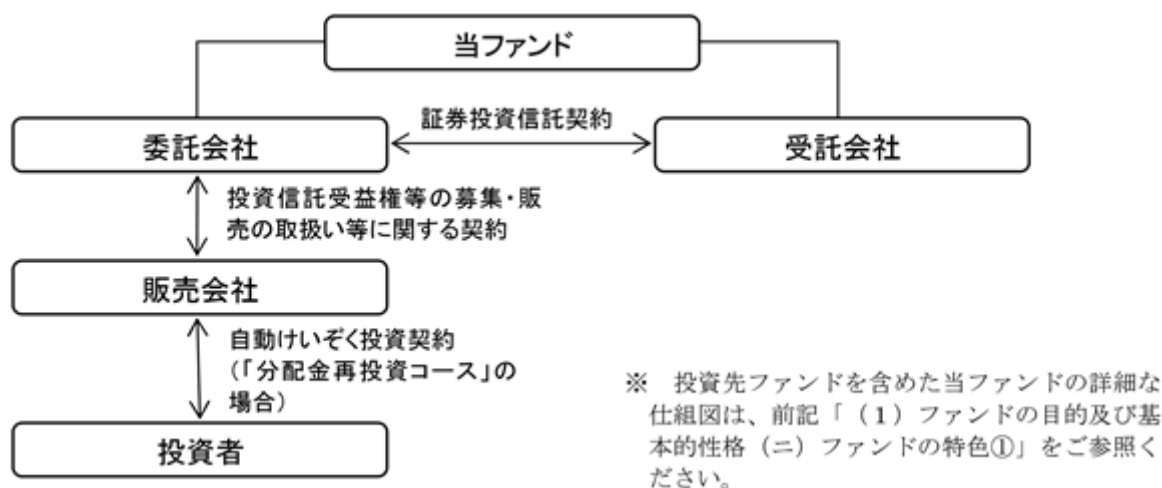 当ファンド
証券投資信託契約
委託会社
受託会社
投資信託受益権等の募集・販
売の取扱い等に関する契約
販売会社
自動けいぞく投資契約
(「分配金再投資コース」の
場合)
投資者
※　投資先ファンドを含めた当ファンドの詳細な
仕組図は、前記「（１）ファンドの目的及び基
本的性格（ニ）ファンドの特色①」をご参照く
ださい。